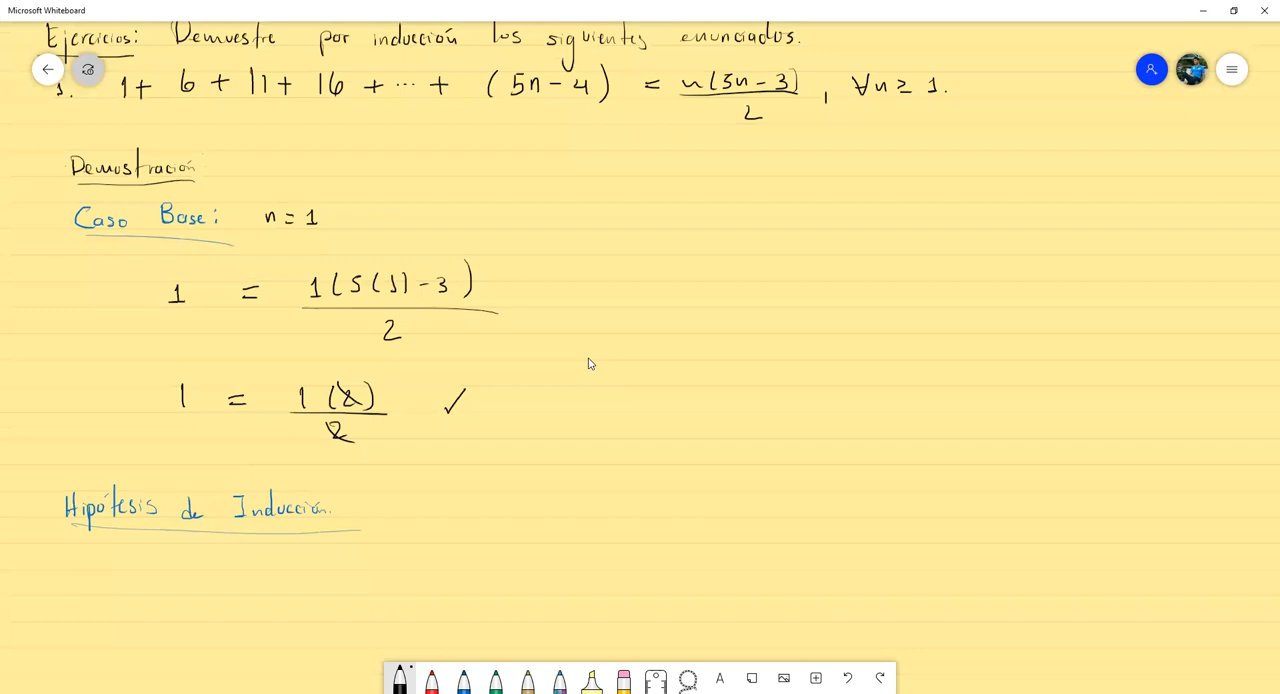 Microsoft Whiteboard
Ejercicios: Demuestre por inducción los siguientes enunciados.
1. 1 + 6 + 11 + 16 + ... + (5n - 4) = n(5n - 3)/2, ∀n ≥ 1.
Demostración
Caso Base: n = 1
1 = 1(5(1) - 3)/2
1 = 1(2)/2 ✓
Hipótesis de Inducción.
A